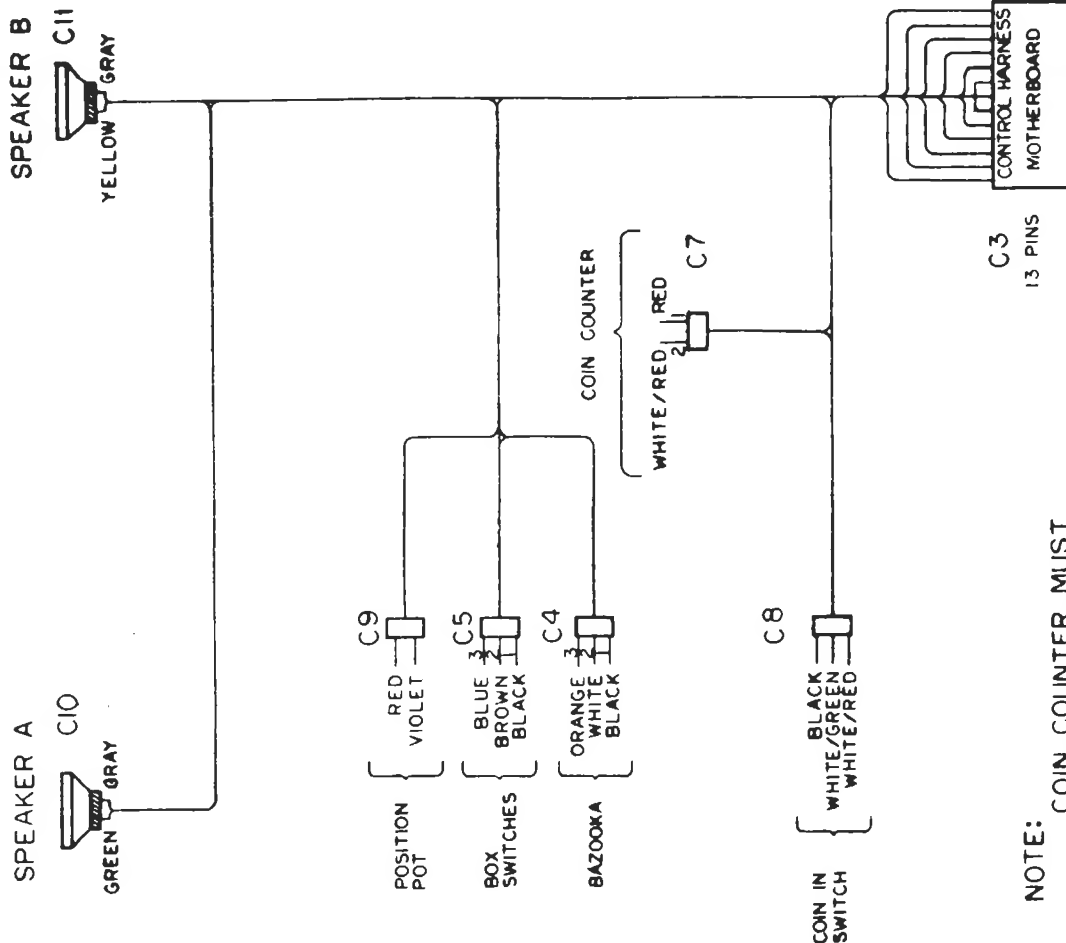 SPEAKER B
C11
YELLOW
GRAY
SPEAKER A
C10
GREEN
GRAY
C9
RED
VIOLET
POSITION
POT
C5
3
2
1
BLUE
BROWN
BLACK
BOX
SWITCHES
C4
3
2
1
ORANGE
WHITE
BLACK
BAZOOKA
COIN COUNTER
WHITE/RED
RED
2
1
C7
C8
BLACK
WHITE/GREEN
WHITE/RED
COIN IN
SWITCH
CONTROL HARNESS
MOTHERBOARD
C3
13 PINS
NOTE:
COIN COUNTER MUST